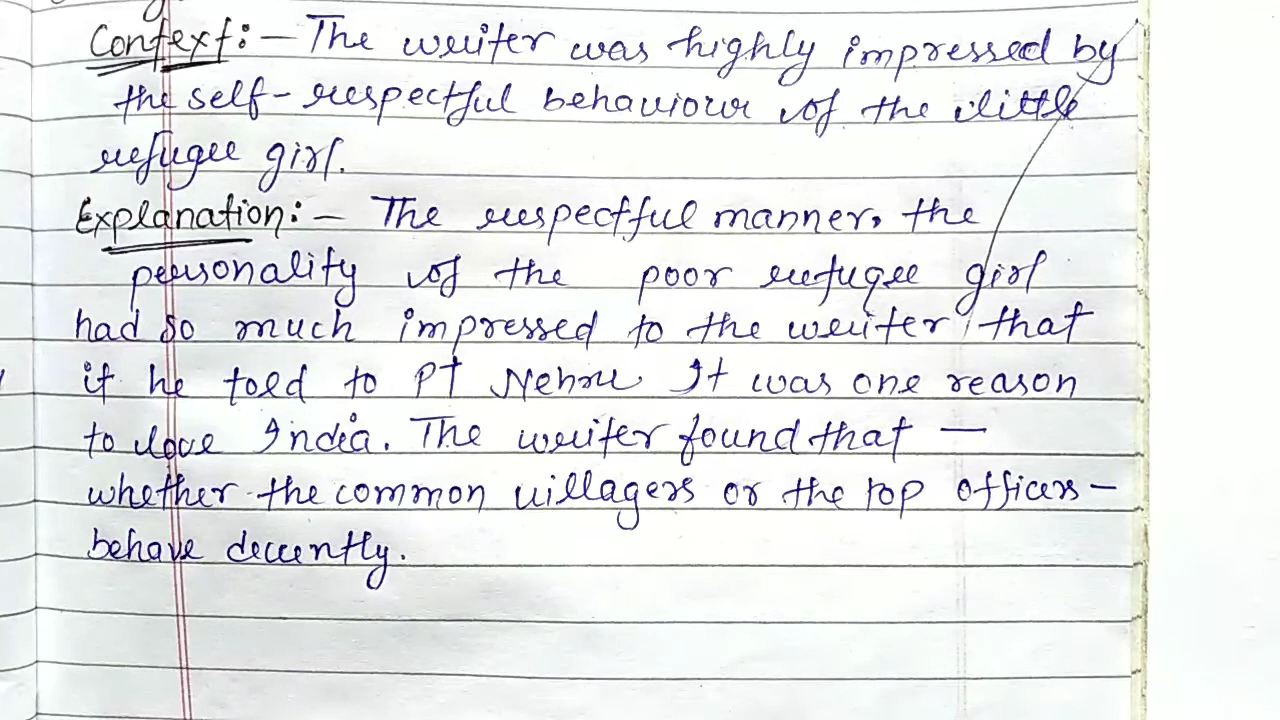 Context:- The writer was highly impressed by
the self-respectful behaviour of the little
refugee girl.
Explanation:- The respectful manner, the
personality of the poor refugee girl
had so much impressed to the writer that
if he told to PT Nehru It was one reason
to love India. The writer found that -
whether the common villagers or the top officers-
behave decently.